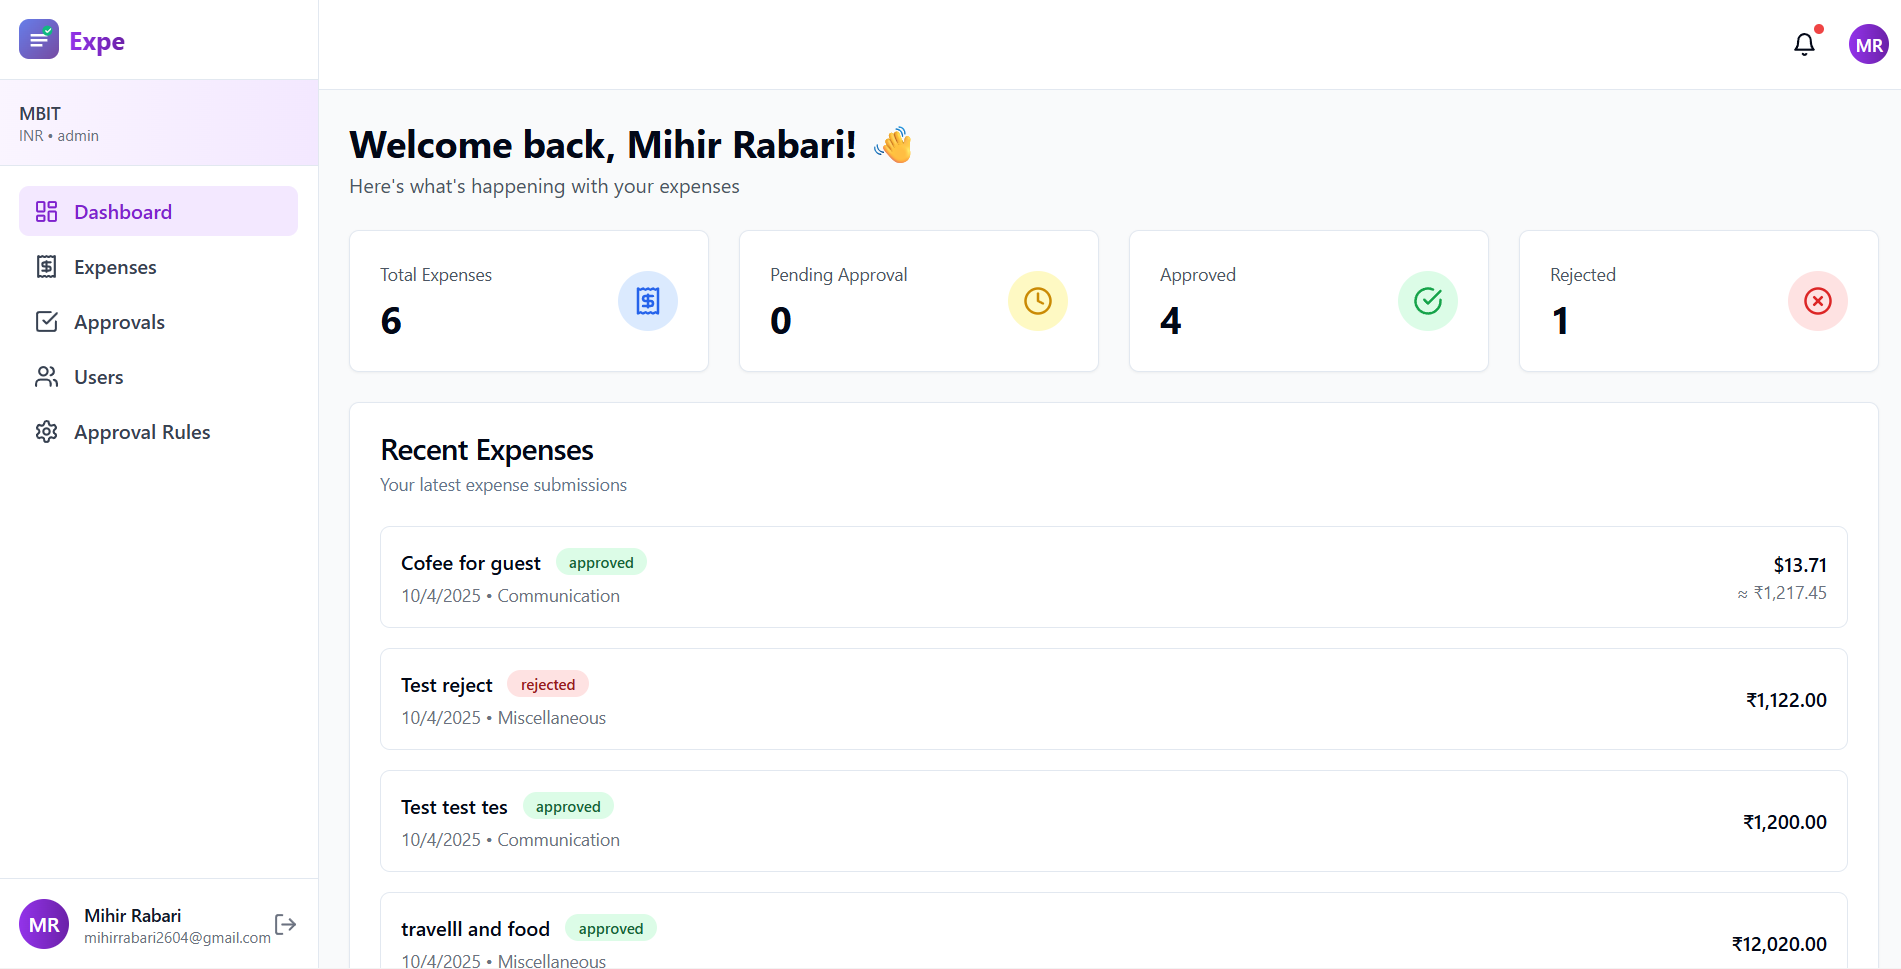 Expe
MBIT
INR • admin
Dashboard
Expenses
Approvals
Users
Approval Rules
Mihir Rabari
mihirrabari2604@gmail.com
MR
MR
Welcome back, Mihir Rabari! 👋
Here's what's happening with your expenses
Total Expenses
6
Pending Approval
0
Approved
4
Rejected
1
Recent Expenses
Your latest expense submissions
Cofee for guest approved
10/4/2025 • Communication
$13.71
≈ ₹1,217.45
Test reject rejected
10/4/2025 • Miscellaneous
₹1,122.00
Test test tes approved
10/4/2025 • Communication
₹1,200.00
travelll and food approved
10/4/2025 • Miscellaneous
₹12,020.00